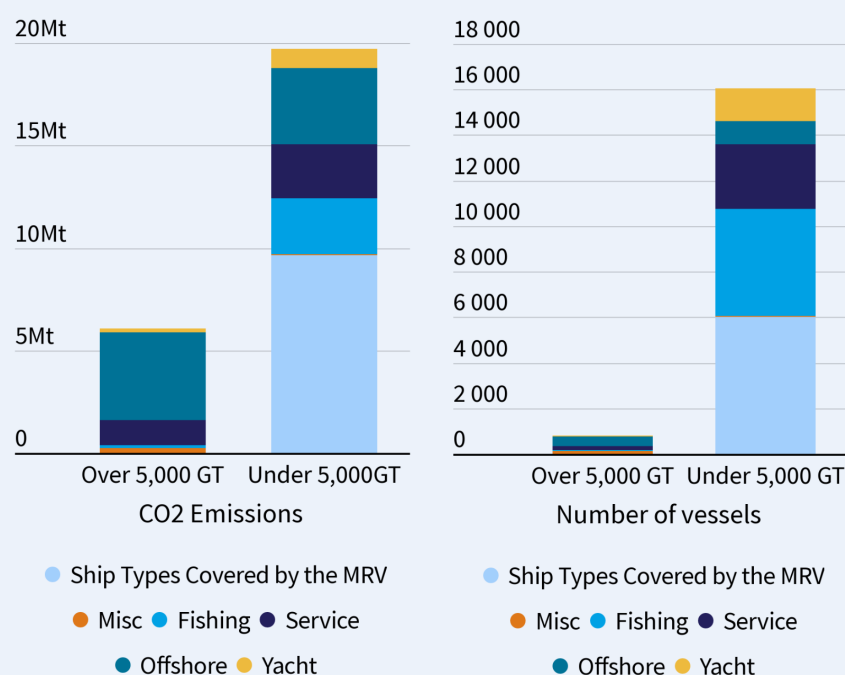 20Mt
15Mt
10Mt
5Mt
0
Over 5,000 GT Under 5,000GT
CO2 Emissions
Ship Types Covered by the MRV
Misc Fishing Service
Offshore Yacht
18 000
16 000
14 000
12 000
10 000
8 000
6 000
4 000
2 000
0
Over 5,000 GT Under 5,000 GT
Number of vessels
Ship Types Covered by the MRV
Misc Fishing Service
Offshore Yacht